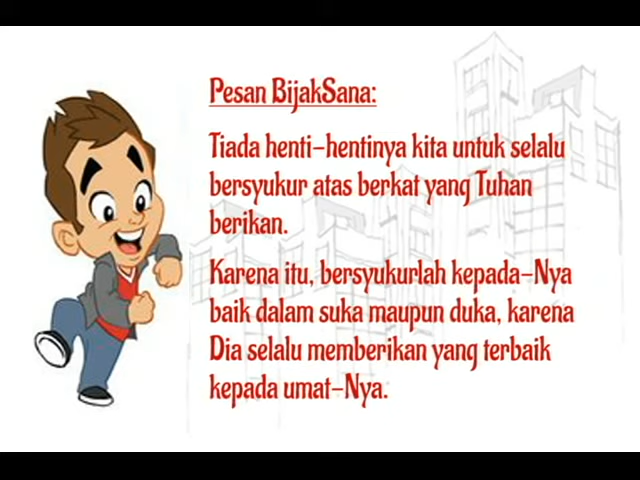 Pesan BijakSana:
Tiada henti-hentinya kita untuk selalu
bersyukur atas berkat yang Tuhan
berikan.
Karena itu, bersyukurlah kepada-Nya
baik dalam suka maupun duka, karena
Dia selalu memberikan yang terbaik
kepada umat-Nya.